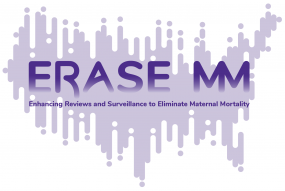 ERASE MM
Enhancing Reviews and Surveillance to Eliminate Maternal Mortality